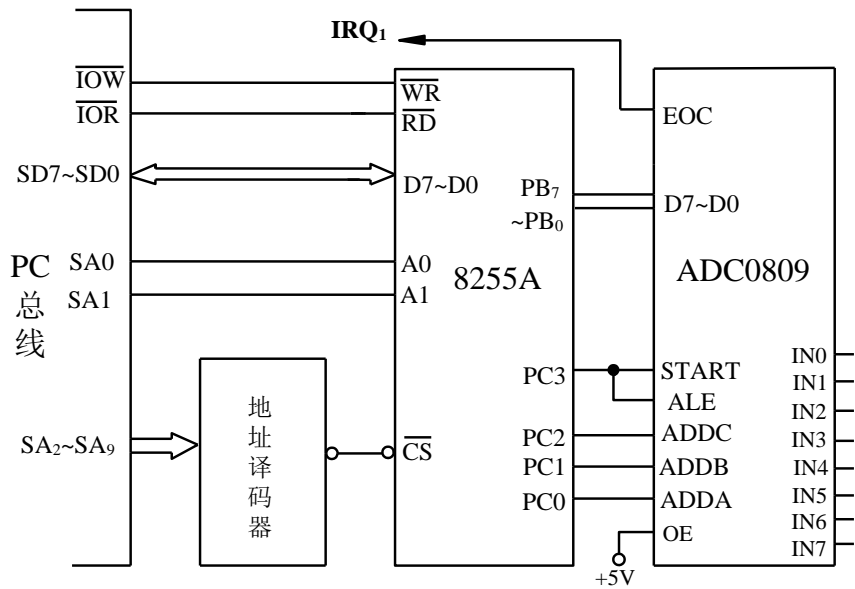 IRQ₁
IOW
IOR
SD7~SD0
PC
总
线
SA0
SA1
SA₂~SA₉
地
址
译
码
器
WR
RD
D7~D0
A0
A1
CS
8255A
PB₇
~PB₀
PC3
PC2
PC1
PC0
EOC
D7~D0
ADC0809
START
ALE
ADDC
ADDB
ADDA
OE
+5V
IN0
IN1
IN2
IN3
IN4
IN5
IN6
IN7